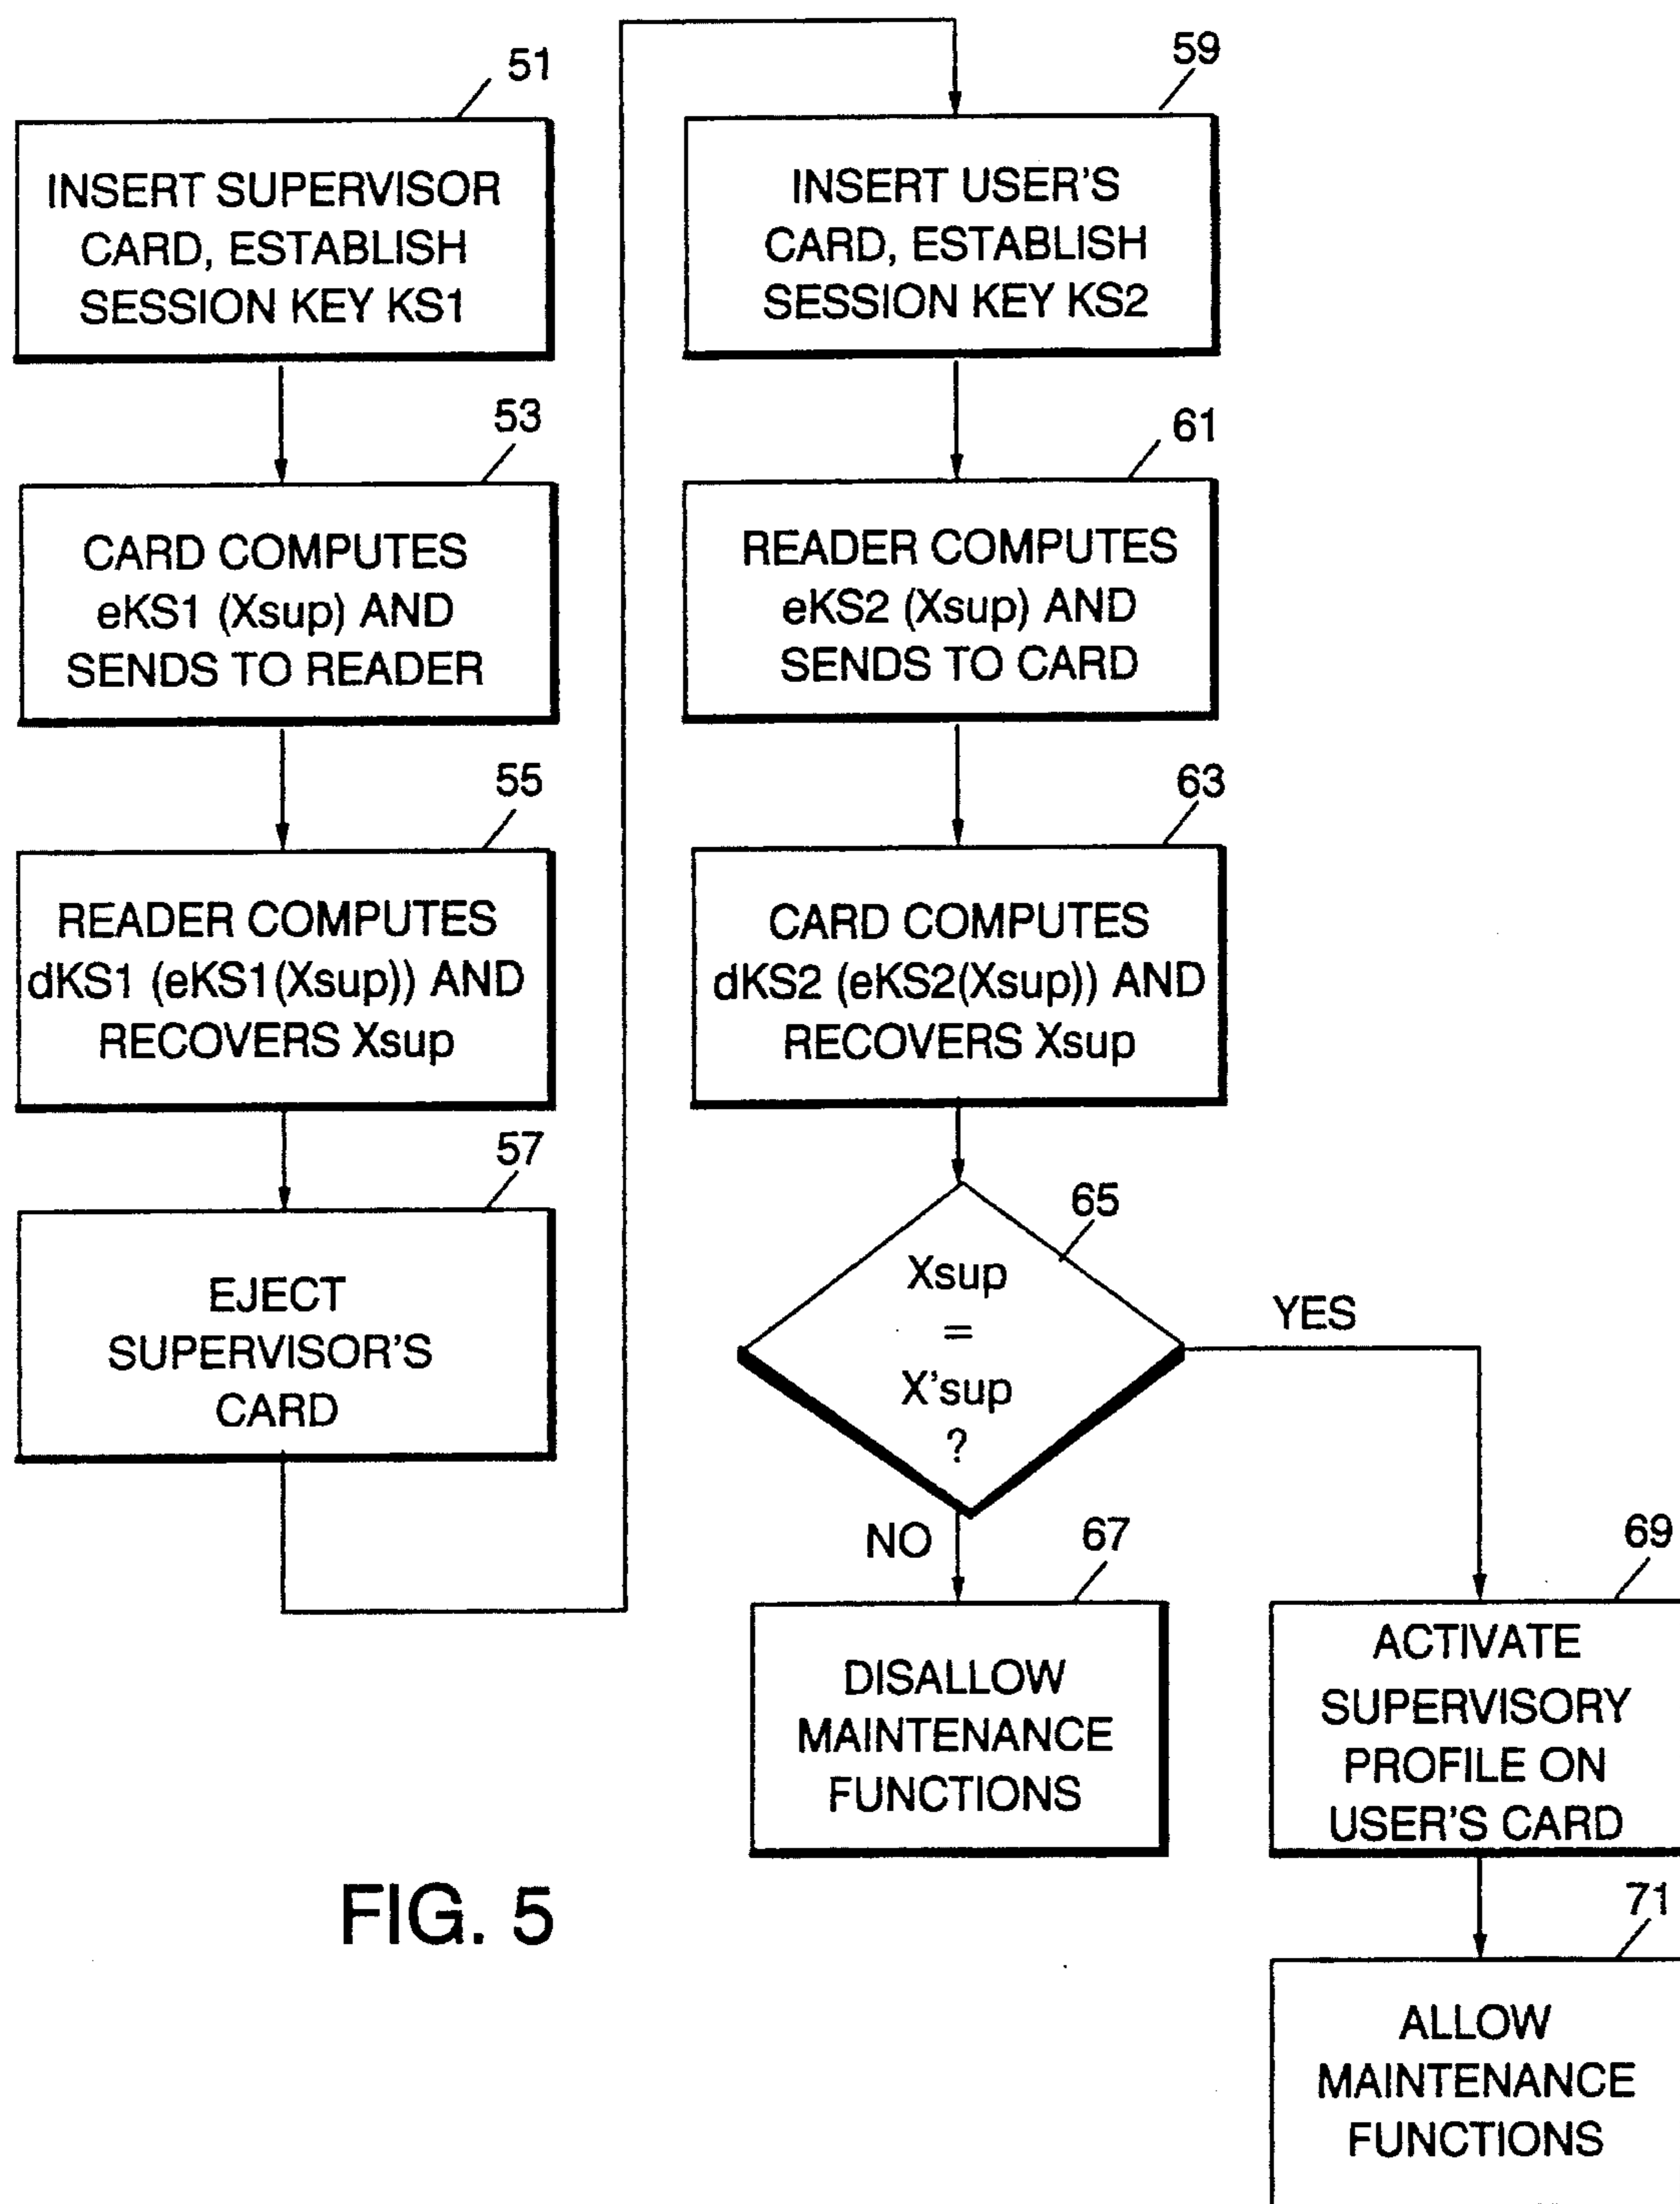 51
INSERT SUPERVISOR
CARD, ESTABLISH
SESSION KEY KS1
53
CARD COMPUTES
eKS1 (Xsup) AND
SENDS TO READER
55
READER COMPUTES
dKS1 (eKS1(Xsup)) AND
RECOVERS Xsup
57
EJECT
SUPERVISOR'S
CARD
59
INSERT USER'S
CARD, ESTABLISH
SESSION KEY KS2
61
READER COMPUTES
eKS2 (Xsup) AND
SENDS TO CARD
63
CARD COMPUTES
dKS2 (eKS2(Xsup)) AND
RECOVERS Xsup
65
Xsup
=
X'sup
?
YES
NO
67
DISALLOW
MAINTENANCE
FUNCTIONS
69
ACTIVATE
SUPERVISORY
PROFILE ON
USER'S CARD
71
ALLOW
MAINTENANCE
FUNCTIONS
FIG. 5